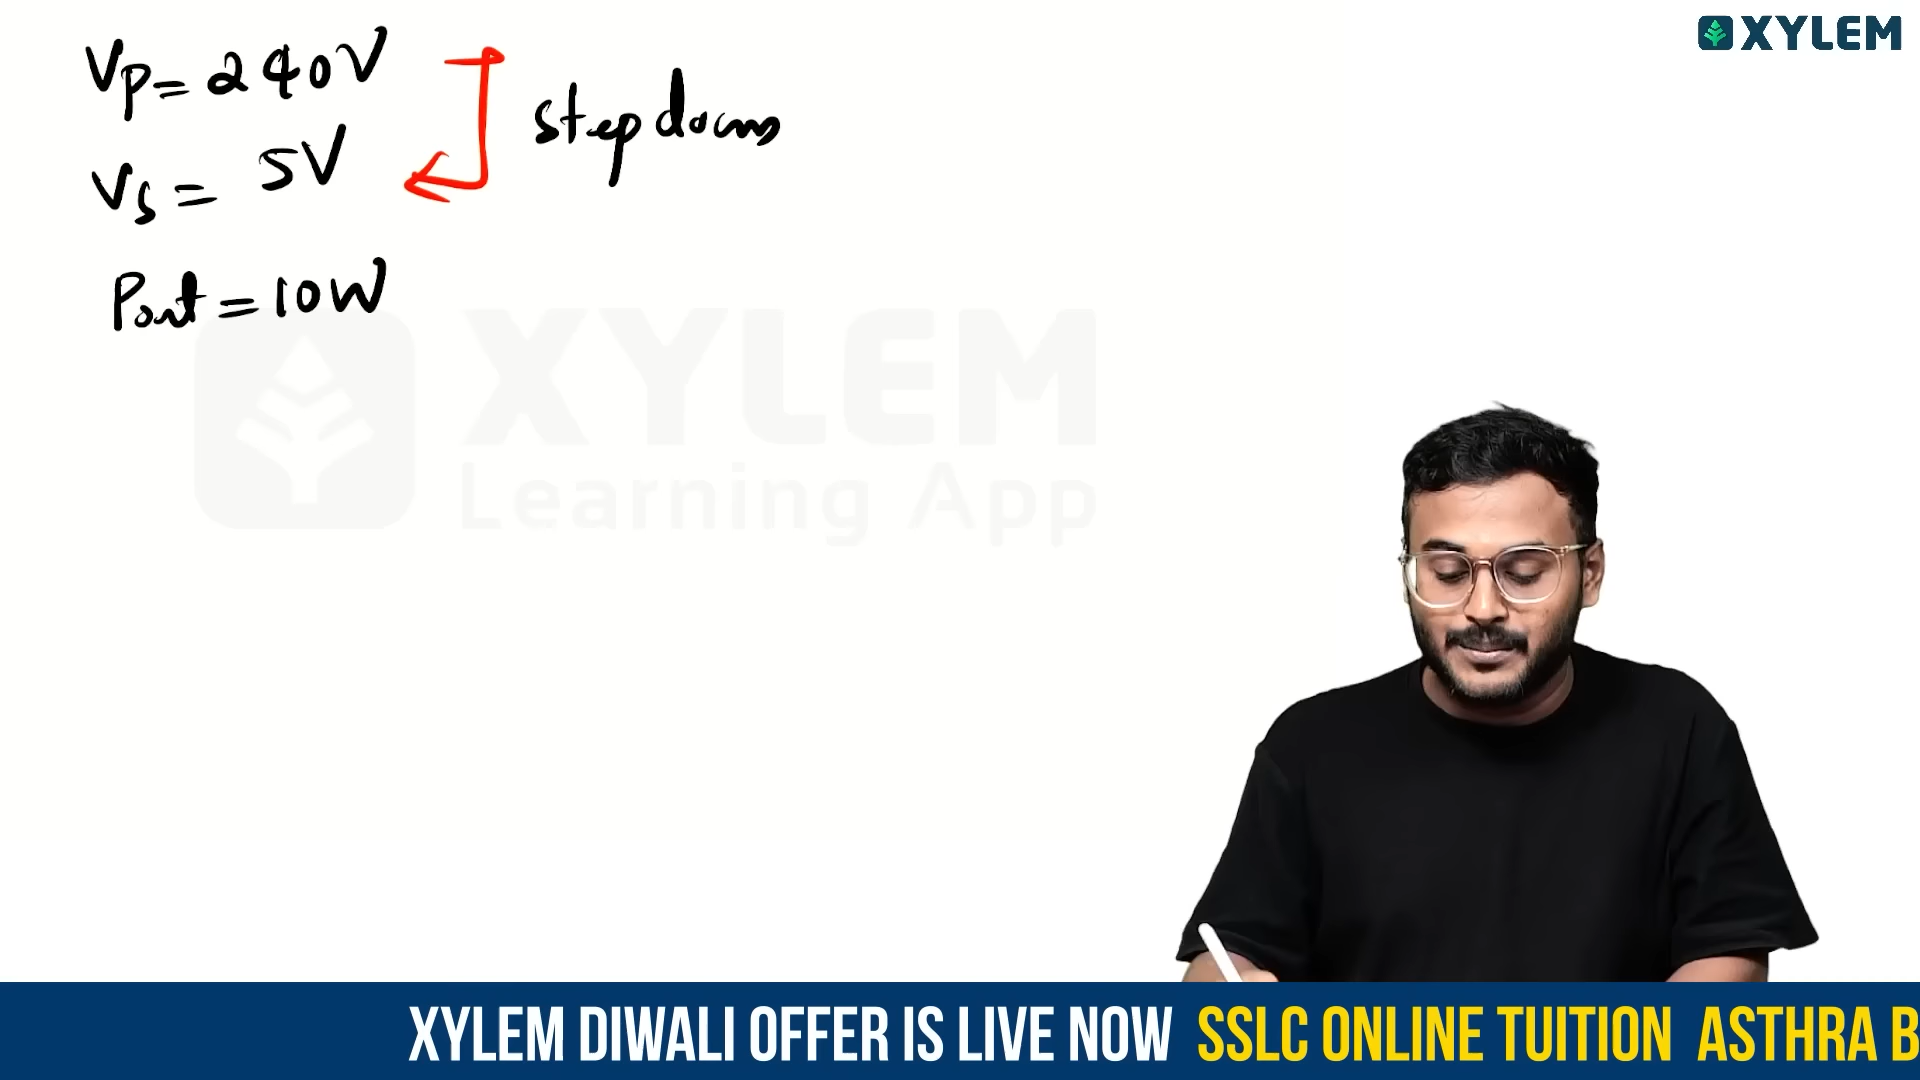 Vp = 240V
Step down
Vs = 5V
Pout = 10W
XYLEM
XYLEM
Learning App
XYLEM DIWALI OFFER IS LIVE NOW SSLC ONLINE TUITION ASTHRA B